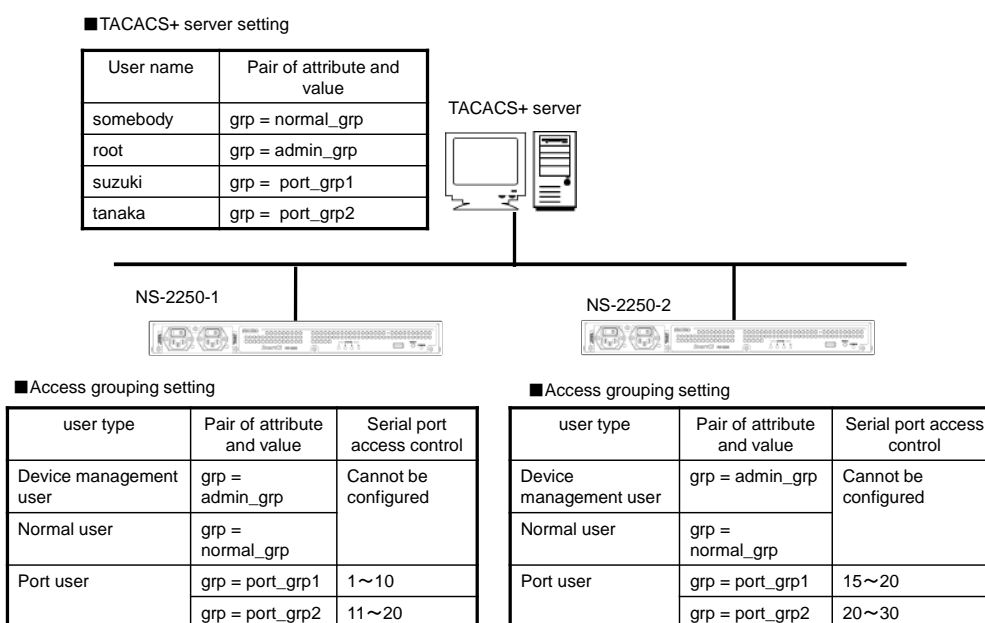 ■TACACS+ server setting
User name
Pair of attribute and
value
somebody
grp = normal_grp
root
grp = admin_grp
suzuki
grp = port_grp1
tanaka
grp = port_grp2
TACACS+ server
NS-2250-1
NS-2250-2
■Access grouping setting
user type
Pair of attribute
and value
Serial port
access control
Device management
user
grp =
admin_grp
Cannot be
configured
Normal user
grp =
normal_grp
Port user
grp = port_grp1
1～10
grp = port_grp2
11～20
■Access grouping setting
user type
Pair of attribute
and value
Serial port access
control
Device
management user
grp = admin_grp
Cannot be
configured
Normal user
grp =
normal_grp
Port user
grp = port_grp1
15～20
grp = port_grp2
20～30